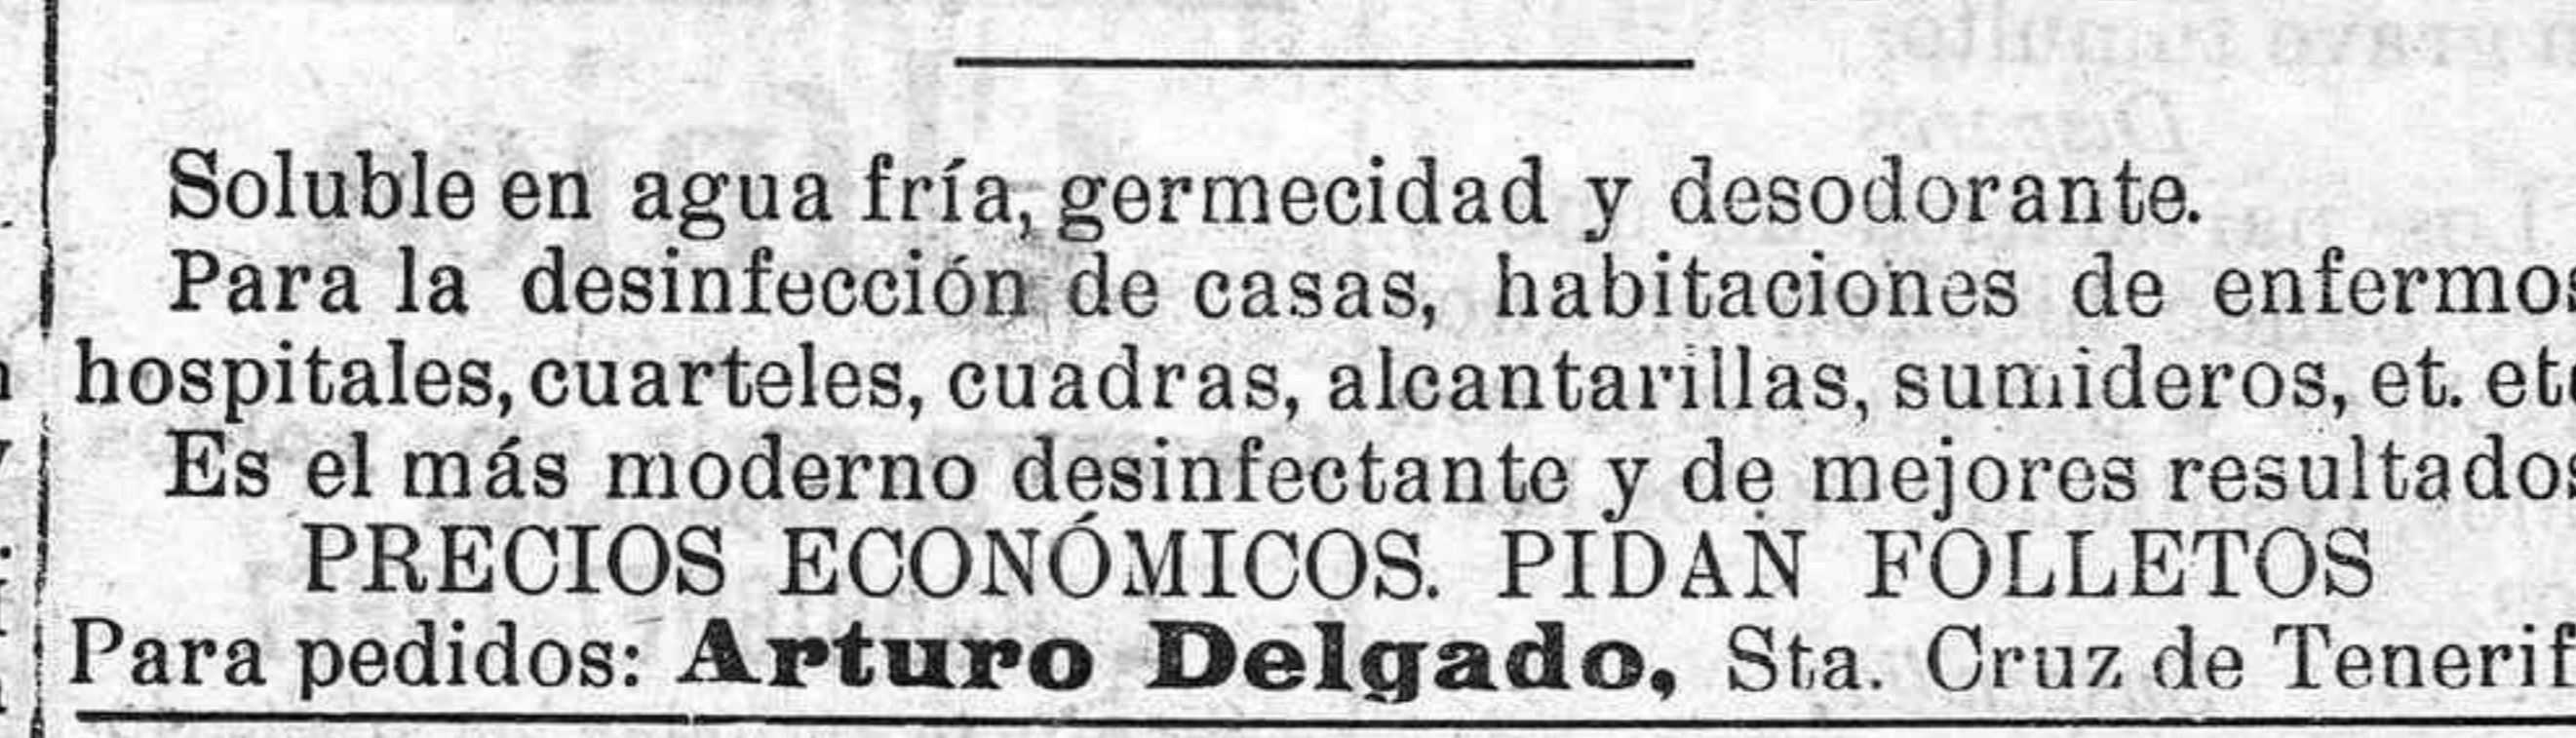 Soluble en agua fría, germecidad y desodorante.
Para la desinfección de casas, habitaciones de enfermos
hospitales, cuarteles, cuadras, alcantarillas, sumideros, et. etc
Es el más moderno desinfectante y de mejores resultados
PRECIOS ECONÓMICOS. PIDAN FOLLETOS
Para pedidos: Arturo Delgado, Sta. Cruz de Tenerif